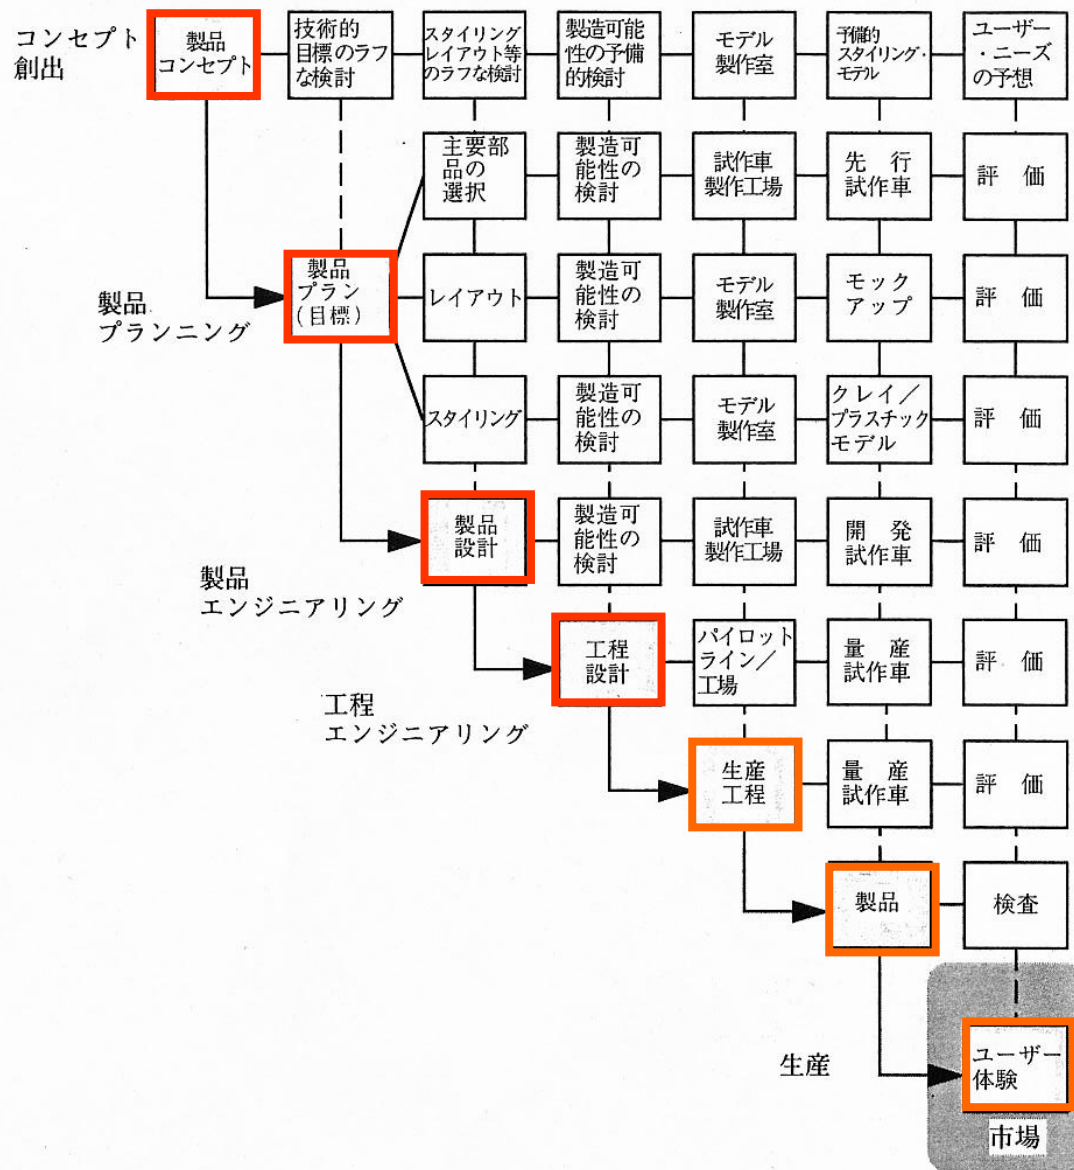 コンセプト
創出
製品
コンセプト
技術的
目標のラフ
な検討
スタイリング
レイアウト等
のラフな検討
製造可能
性の予備
的検討
モデル
製作室
予備的
スタイリング・
モデル
ユーザー
・ニーズ
の予想
主要部
品の
選択
製造可
能性の
検討
試作車
製作工場
先 行
試作車
評 価
製品
プランニング
製品
プラン
(目標)
レイアウト
製造可
能性の
検討
モデル
製作室
モック
アップ
評 価
スタイリング
製造可
能性の
検討
モデル
製作室
クレイ/
プラスチック
モデル
評 価
製品
エンジニアリング
製品
設計
製造可
能性の
検討
試作車
製作工場
開 発
試作車
評 価
工程
エンジニアリング
工程
設計
パイロット
ライン/
工場
量 産
試作車
評 価
生産
工程
量 産
試作車
評 価
製品
検査
生産
ユーザー
体験
市場